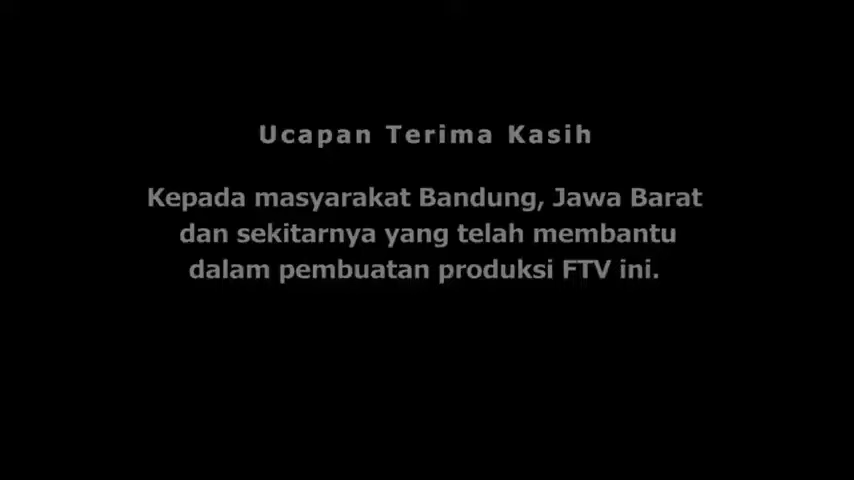 Ucapan Terima Kasih
Kepada masyarakat Bandung, Jawa Barat
dan sekitarnya yang telah membantu
dalam pembuatan produksi FTV ini.